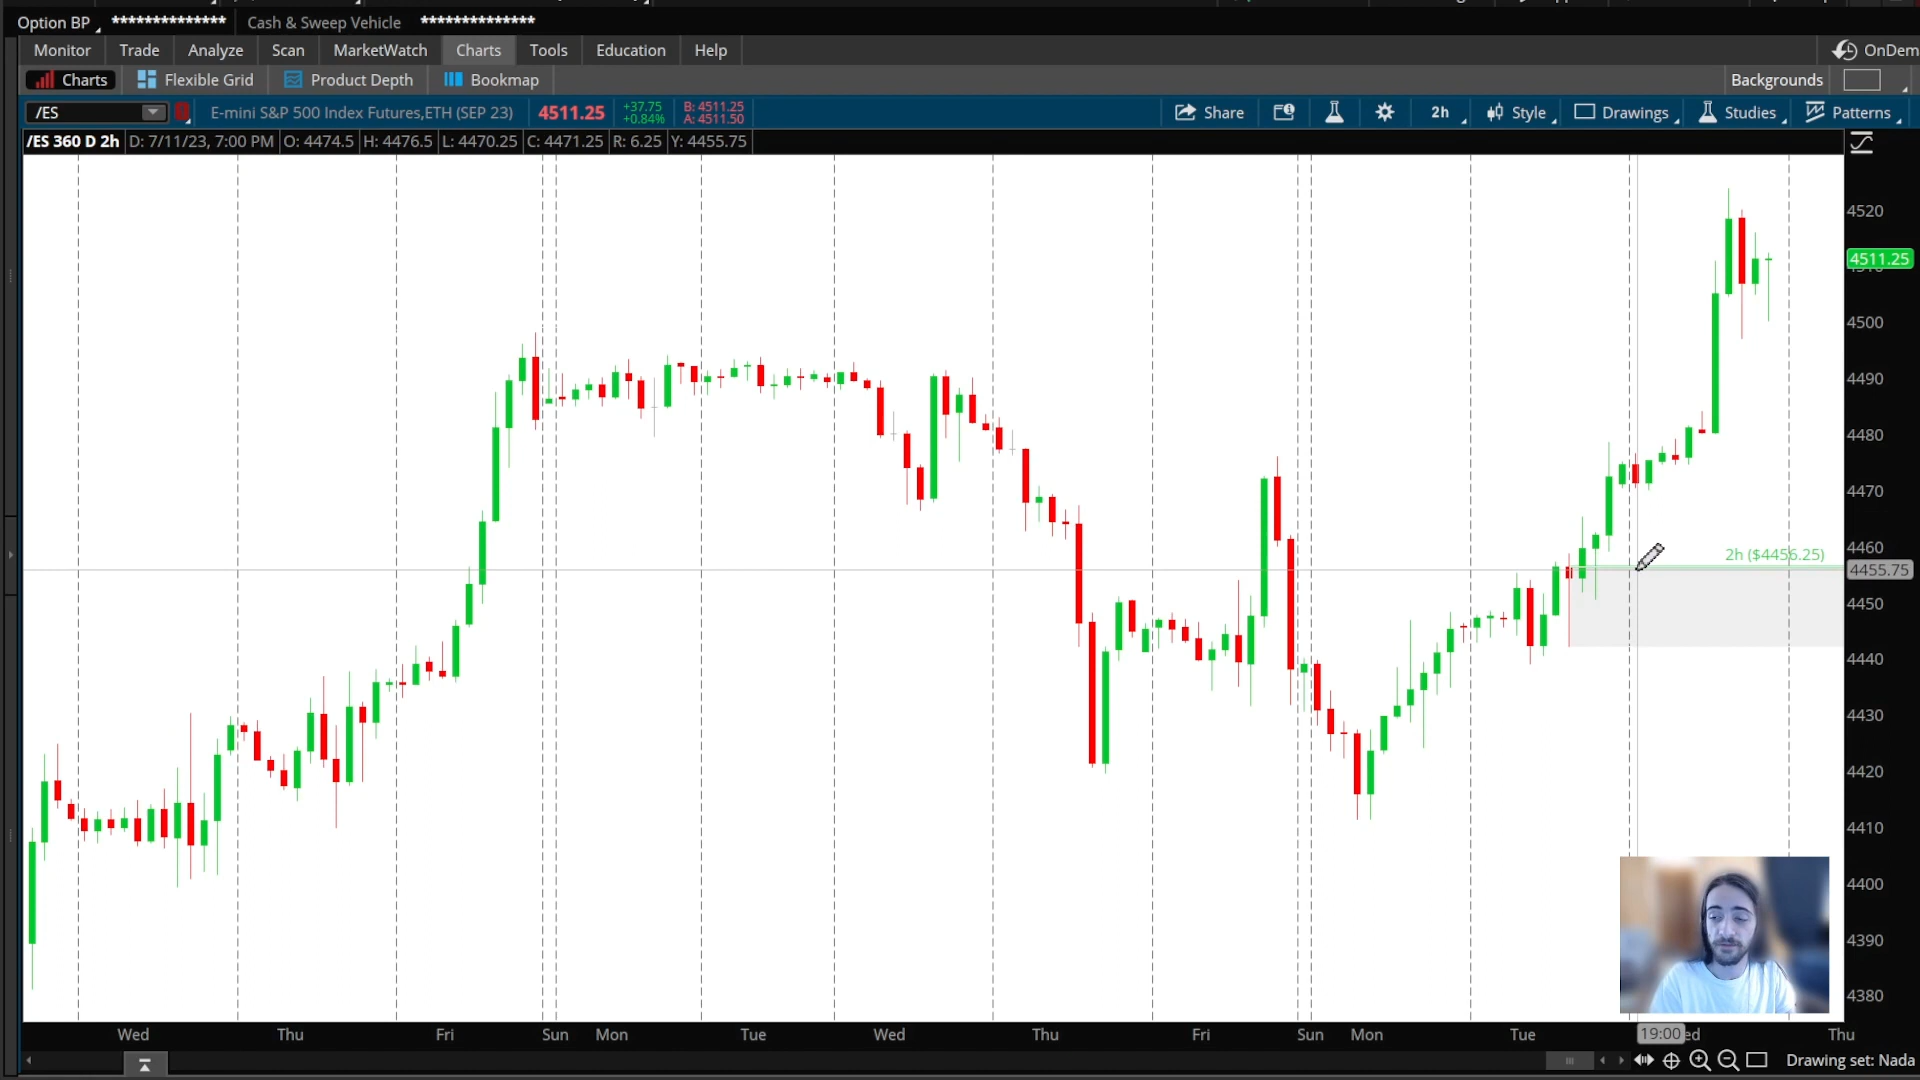 Option BP ************** Cash & Sweep Vehicle **************
Monitor Trade Analyze Scan MarketWatch Charts Tools Education Help OnDem
Charts Flexible Grid Product Depth Bookmap Backgrounds
/ES E-mini S&P 500 Index Futures,ETH (SEP 23) 4511.25 +37.75 +0.84% B: 4511.25 A: 4511.50 Share 2h Style Drawings Studies Patterns
/ES 360 D 2h D: 7/11/23, 7:00 PM O: 4474.5 H: 4476.5 L: 4470.25 C: 4471.25 R: 6.25 Y: 4455.75
4520
4511.25
4500
4490
4480
4470
4460
2h ($4456.25)
4455.75
4450
4440
4430
4420
4410
4400
4390
4380
Wed Thu Fri Sun Mon Tue Wed Thu Fri Sun Mon Tue 19:00 ed Thu
Drawing set: Nada